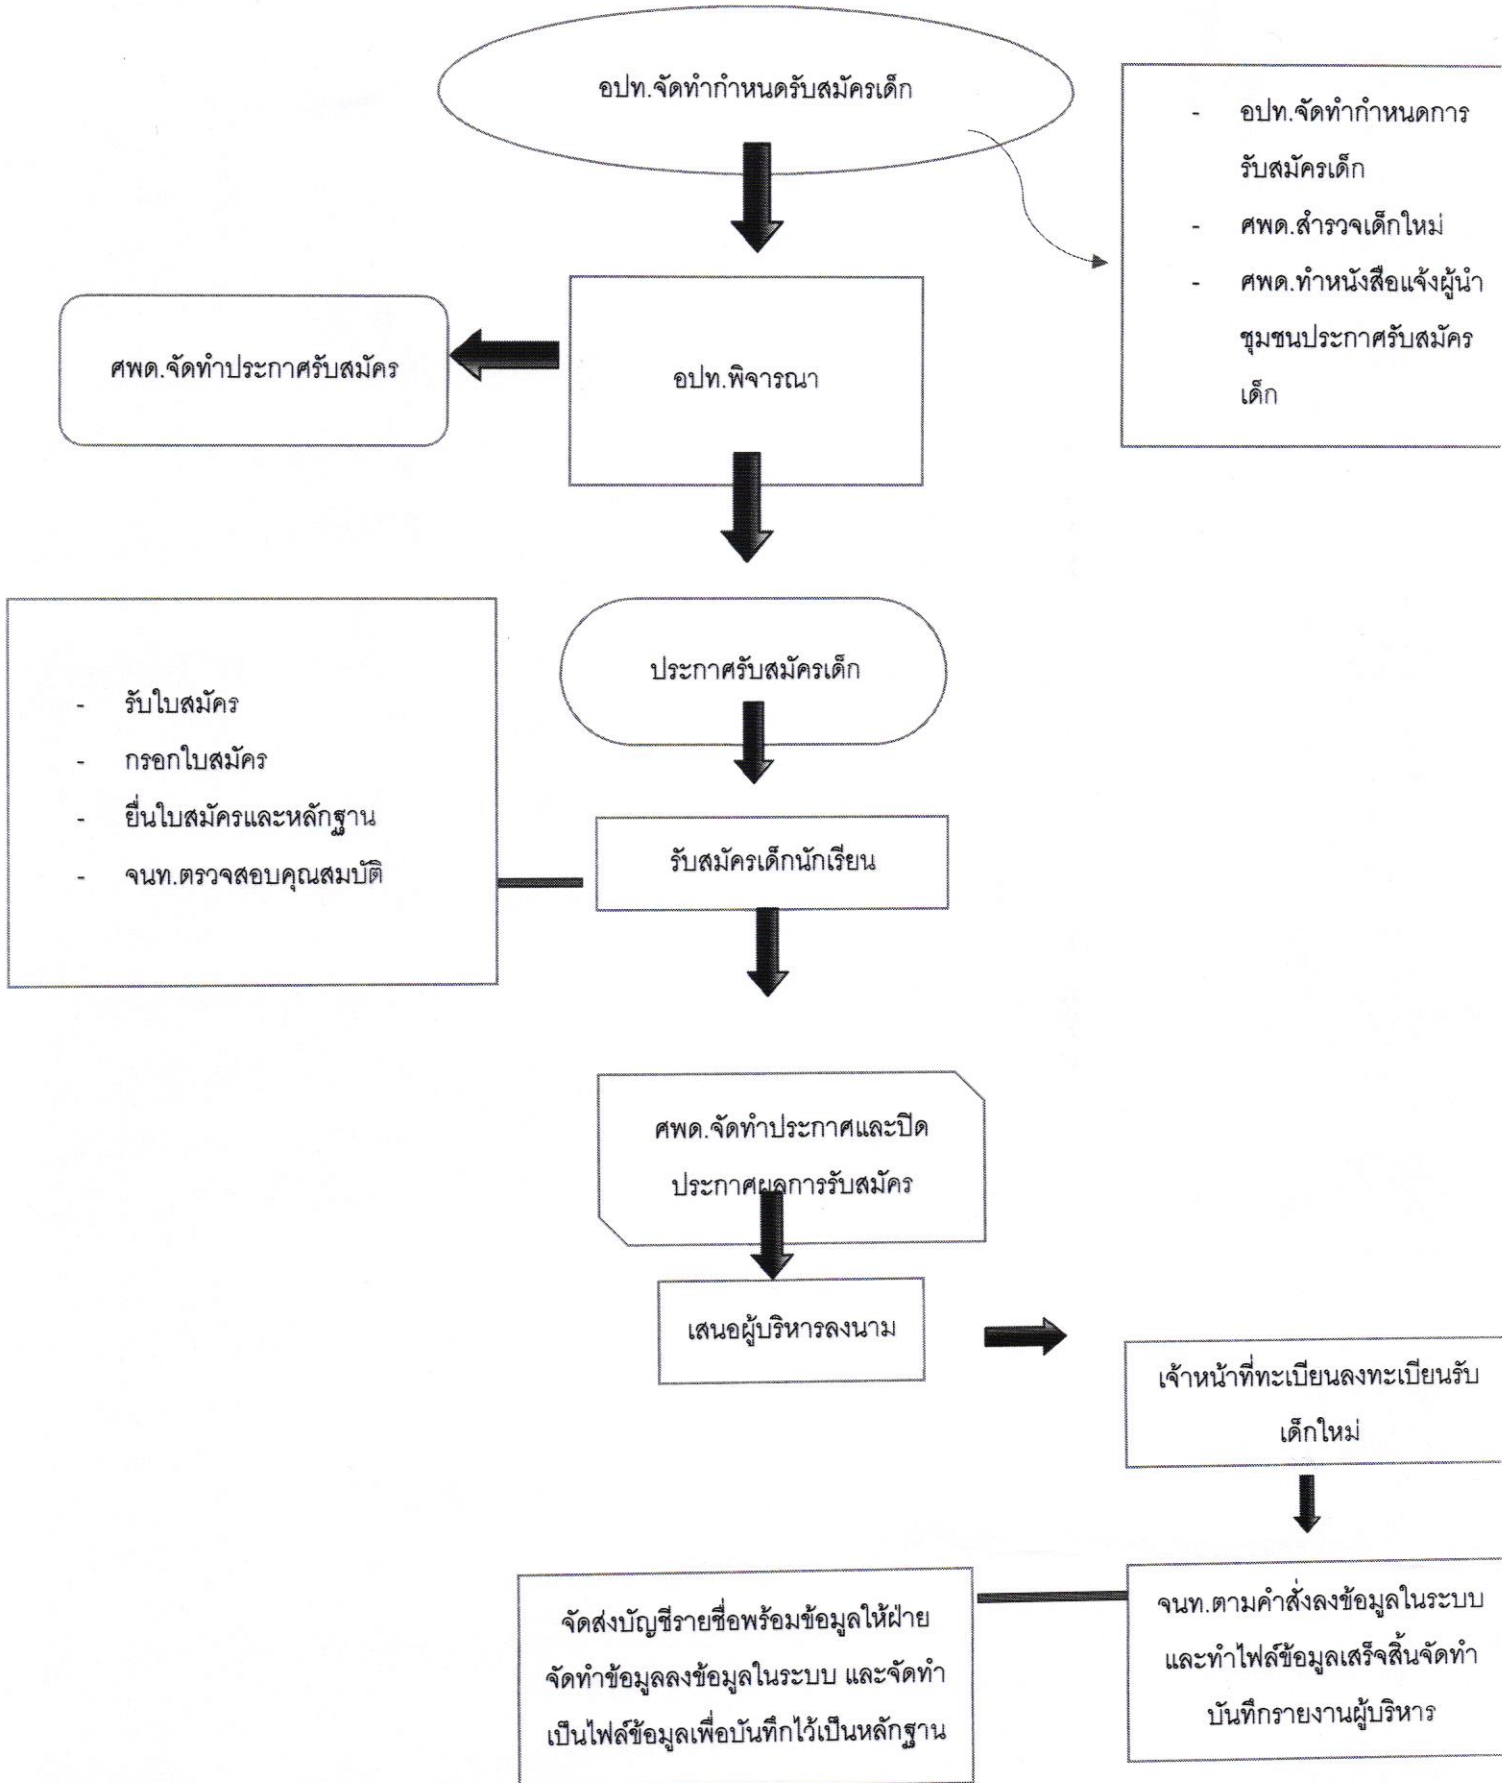 อปท.จัดทำกำหนดรับสมัครเด็ก
- อปท.จัดทำกำหนดการ
รับสมัครเด็ก
- ศพด.สำรวจเด็กใหม่
- ศพด.ทำหนังสือแจ้งผู้นำ
ชุมชนประกาศรับสมัคร
เด็ก
ศพด.จัดทำประกาศรับสมัคร
อปท.พิจารณา
ประกาศรับสมัครเด็ก
- รับใบสมัคร
- กรอกใบสมัคร
- ยื่นใบสมัครและหลักฐาน
- จนท.ตรวจสอบคุณสมบัติ
รับสมัครเด็กนักเรียน
ศพด.จัดทำประกาศและปิด
ประกาศผลการรับสมัคร
เสนอผู้บริหารลงนาม
เจ้าหน้าที่ทะเบียนลงทะเบียนรับ
เด็กใหม่
จนท.ตามคำสั่งลงข้อมูลในระบบ
และทำไฟล์ข้อมูลเสร็จสิ้นจัดทำ
บันทึกรายงานผู้บริหาร
จัดส่งบัญชีรายชื่อพร้อมข้อมูลให้ฝ่าย
จัดทำข้อมูลลงข้อมูลในระบบ และจัดทำ
เป็นไฟล์ข้อมูลเพื่อบันทึกไว้เป็นหลักฐาน